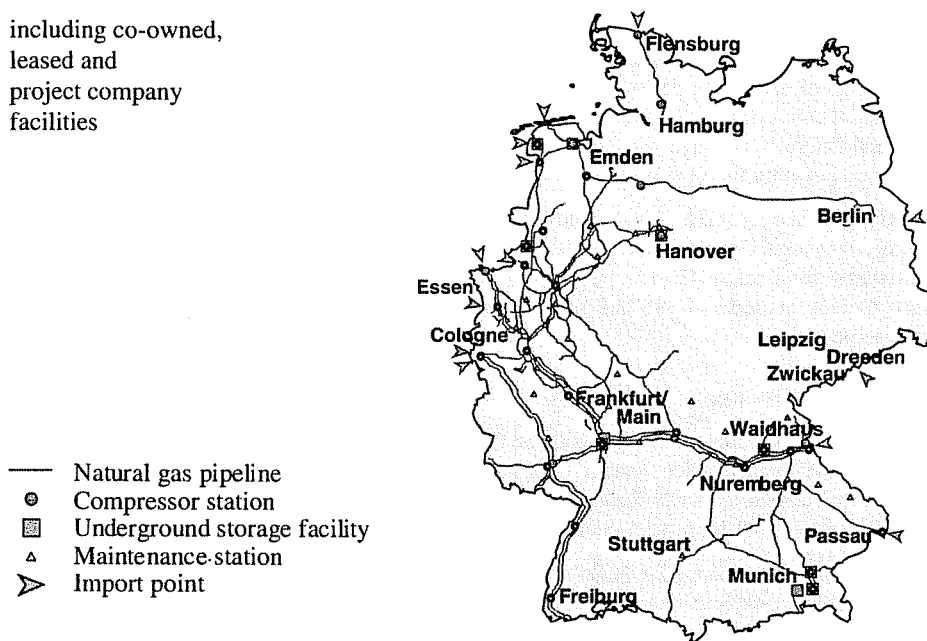 including co-owned,
leased and
project company
facilities
Flensburg
Hamburg
Emden
Berlin
Hanover
Essen
Cologne
Leipzig
Dreeden
Zwickau
Frankfurt/
Main
Waidhaus
Nuremberg
Stuttgart
Passau
Munich
Freiburg
Natural gas pipeline
Compressor station
Underground storage facility
Maintenance-station
Import point